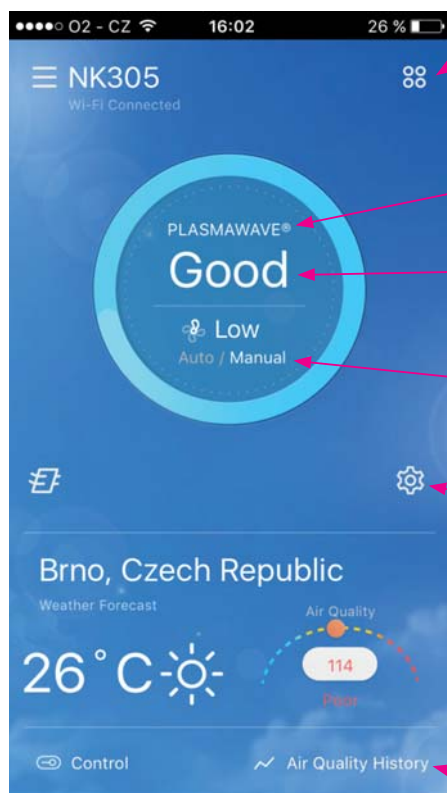 O2 - CZ 16:02 26 %
NK305
Wi-Fi Connected
PLASMAWAVE®
Good
Low
Auto / Manual
Brno, Czech Republic
Weather Forecast
Air Quality
26°C
114
Poor
Control
Air Quality History